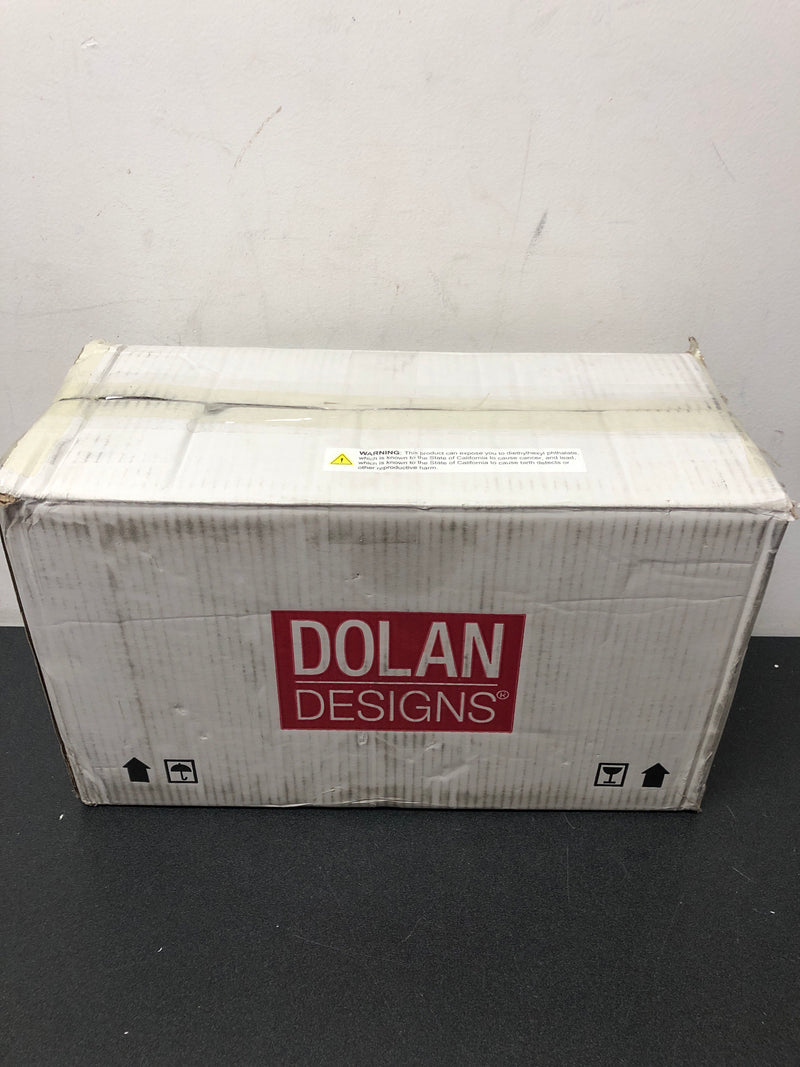 WARNING: This product can expose you to diethylhexyl phthalate,
which is known to the State of California to cause cancer, and lead,
which is known to the State of California to cause birth defects or
other reproductive harm.
DOLAN
DESIGNS®